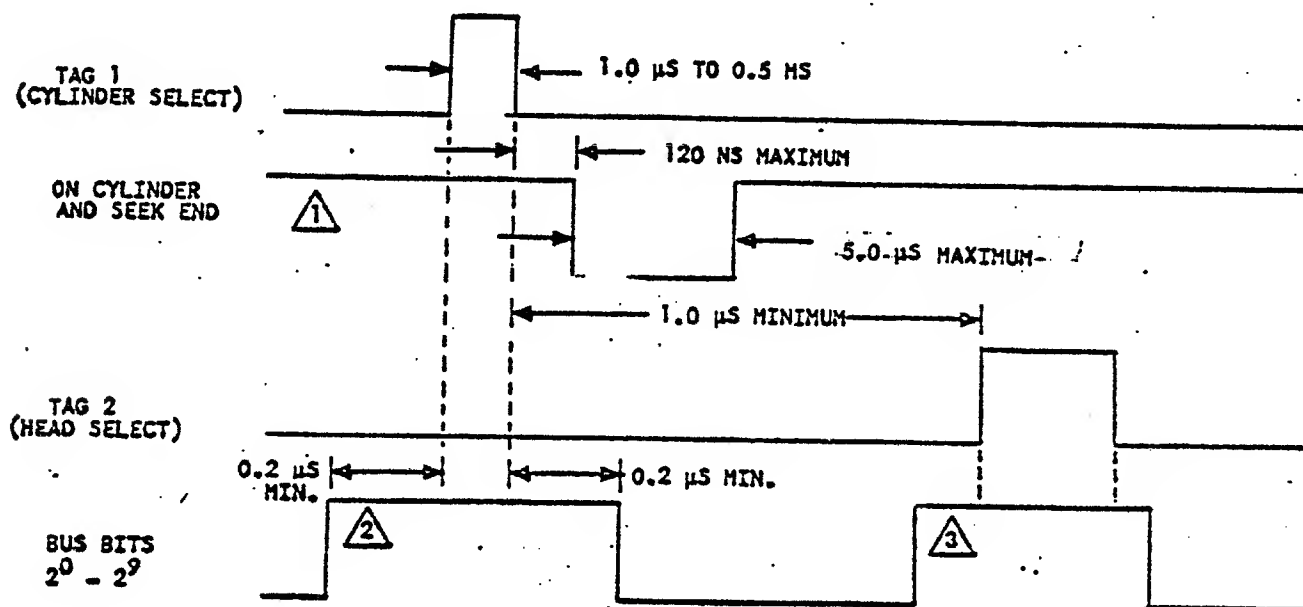 TAG 1
(CYLINDER SELECT)
1.0 µS TO 0.5 MS
120 NS MAXIMUM
ON CYLINDER
AND SEEK END
1
5.0 µS MAXIMUM
1.0 µS MINIMUM
TAG 2
(HEAD SELECT)
0.2 µS
MIN.
0.2 µS MIN.
2
3
BUS BITS
2⁰ - 2⁹